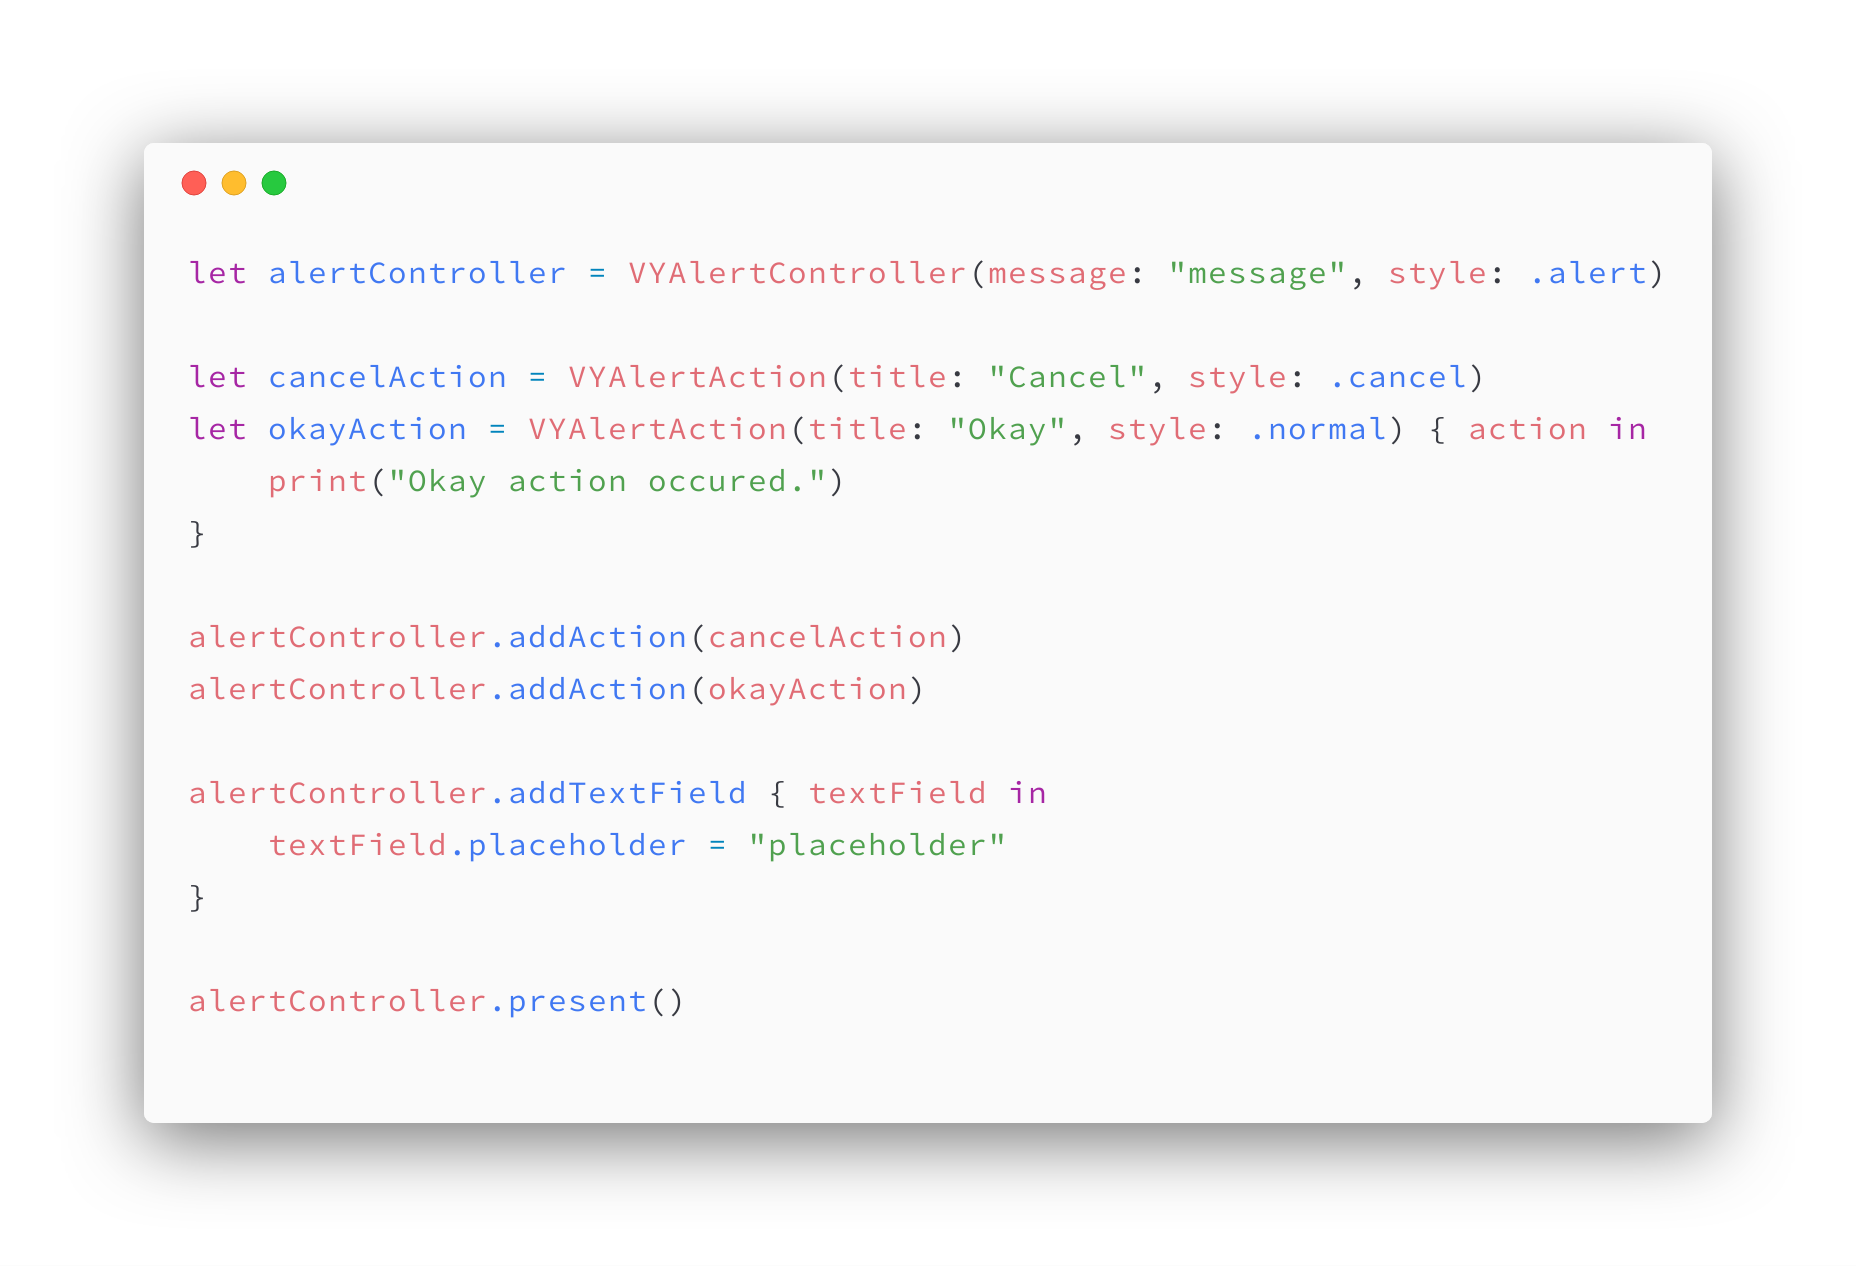 let alertController = VYAlertController(message: "message", style: .alert)
let cancelAction = VYAlertAction(title: "Cancel", style: .cancel)
let okayAction = VYAlertAction(title: "Okay", style: .normal) { action in
    print("Okay action occured.")
}
alertController.addAction(cancelAction)
alertController.addAction(okayAction)
alertController.addTextField { textField in
    textField.placeholder = "placeholder"
}
alertController.present()